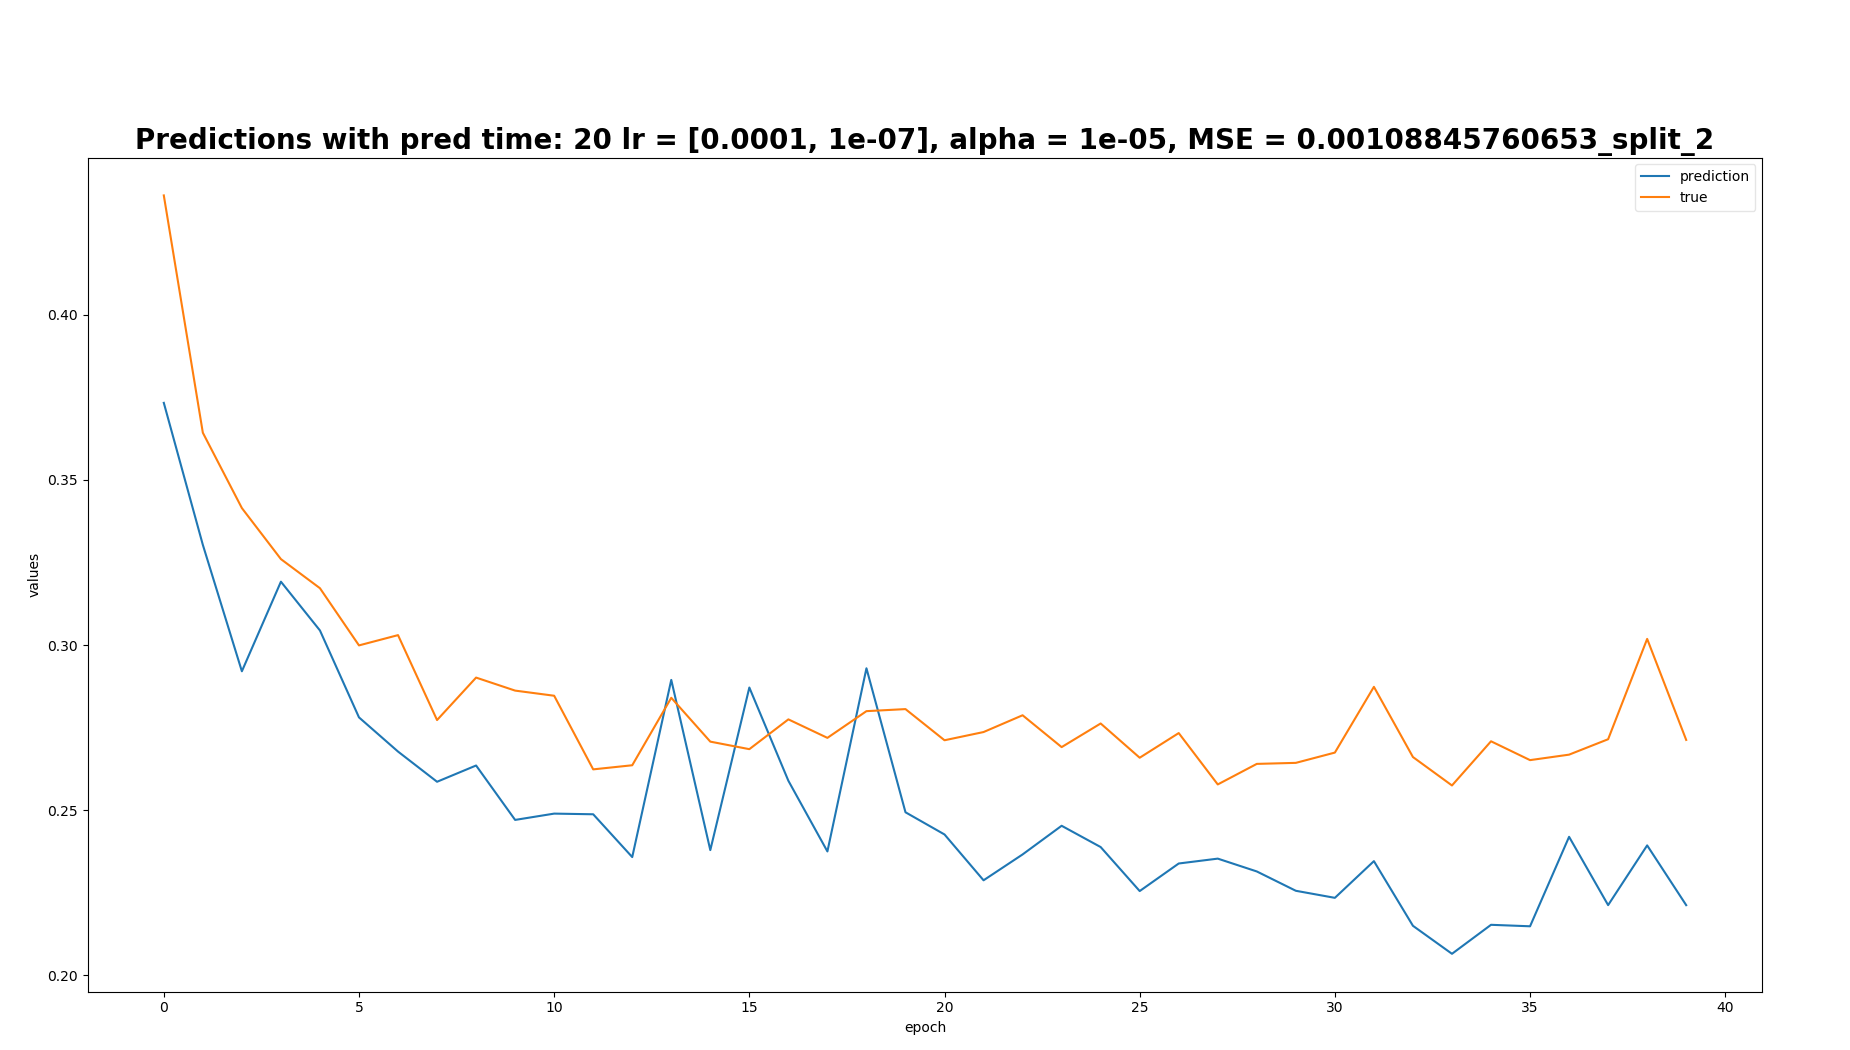 Predictions with pred time: 20 lr = [0.0001, 1e-07], alpha = 1e-05, MSE = 0.00108845760653_split_2
prediction
true
0.40
0.35
0.30
0.25
0.20
values
0 5 10 15 20 25 30 35 40
epoch